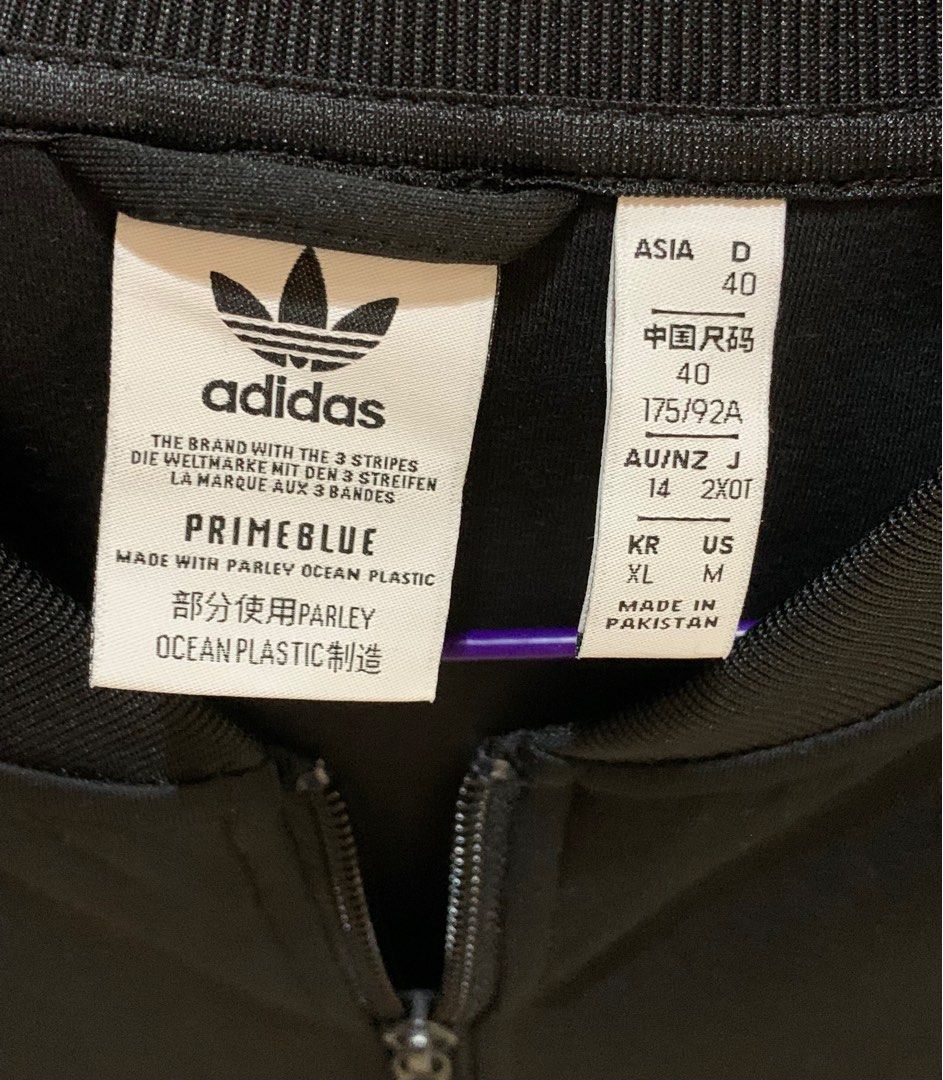 adidas
THE BRAND WITH THE 3 STRIPES
DIE WELTMARKE MIT DEN 3 STREIFEN
LA MARQUE AUX 3 BANDES
PRIMEBLUE
MADE WITH PARLEY OCEAN PLASTIC
部分使用PARLEY
OCEAN PLASTIC制造
ASIA D
40
中国尺码
40
175/92A
AU/NZ J
14 2XOT
KR US
XL M
MADE IN
PAKISTAN